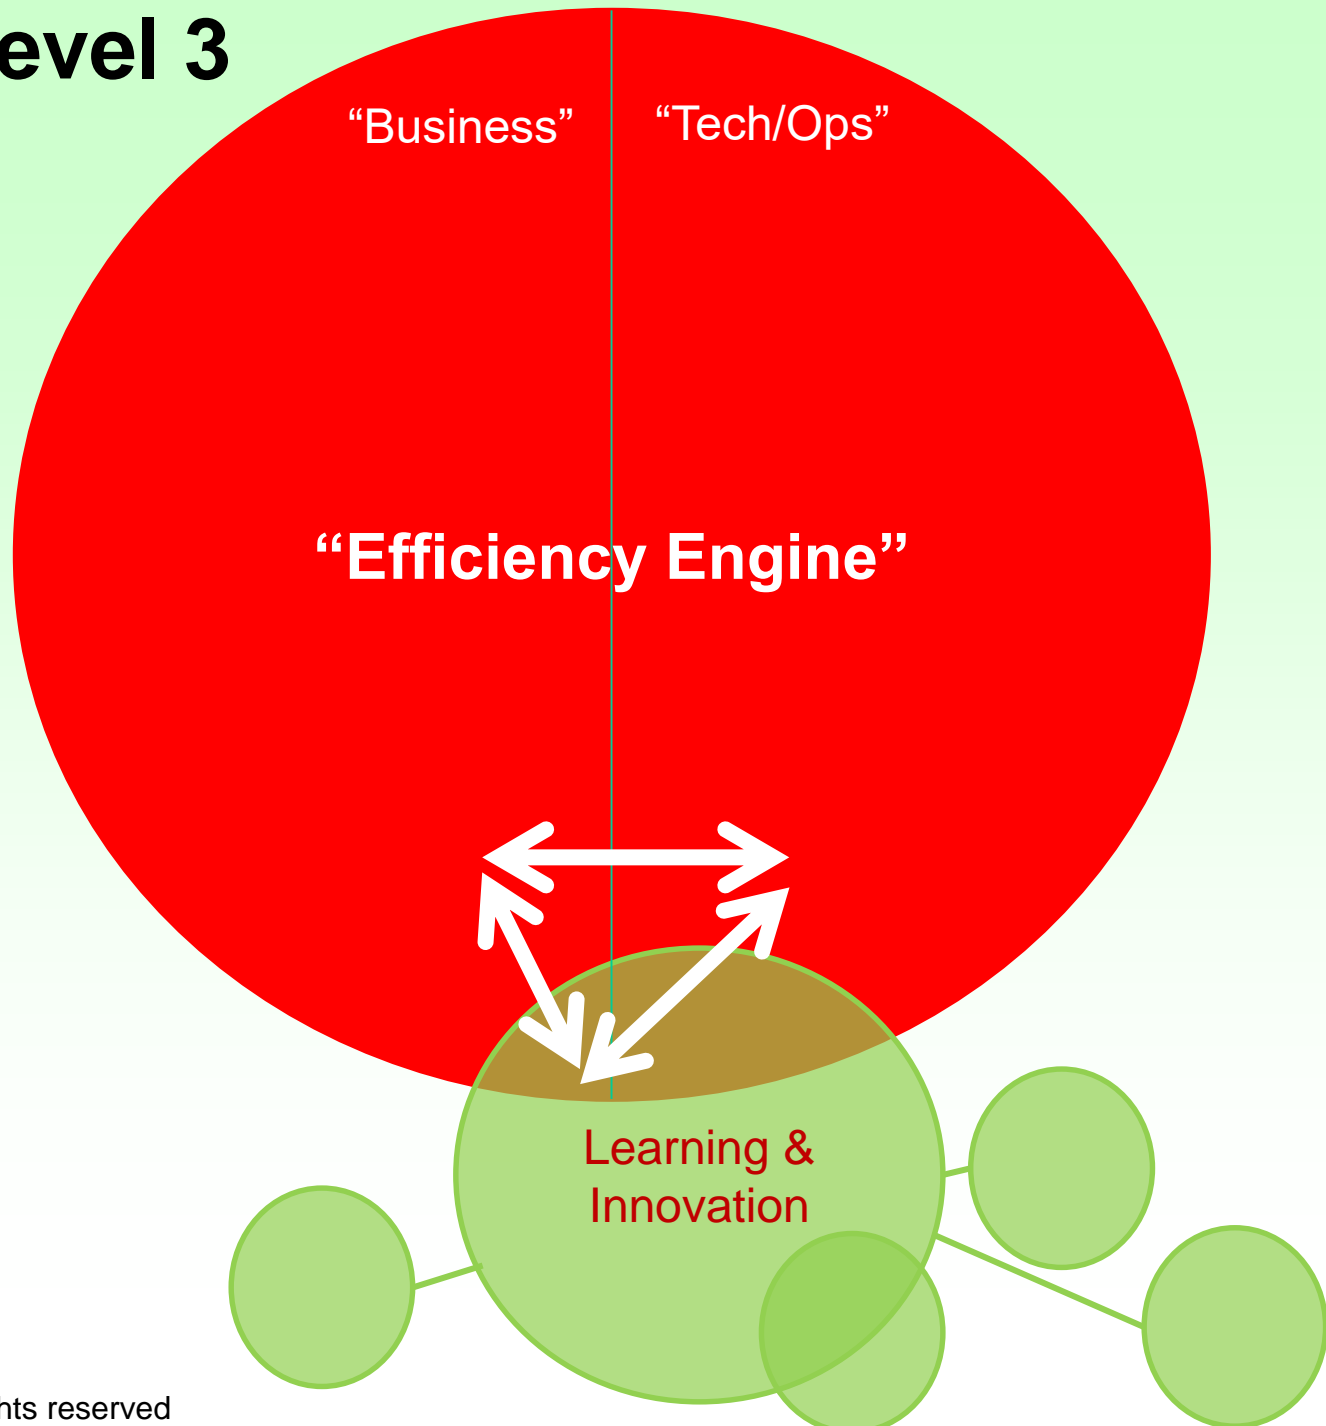 evel 3
“Business” “Tech/Ops”
“Efficiency Engine”
Learning &
Innovation
hts reserved